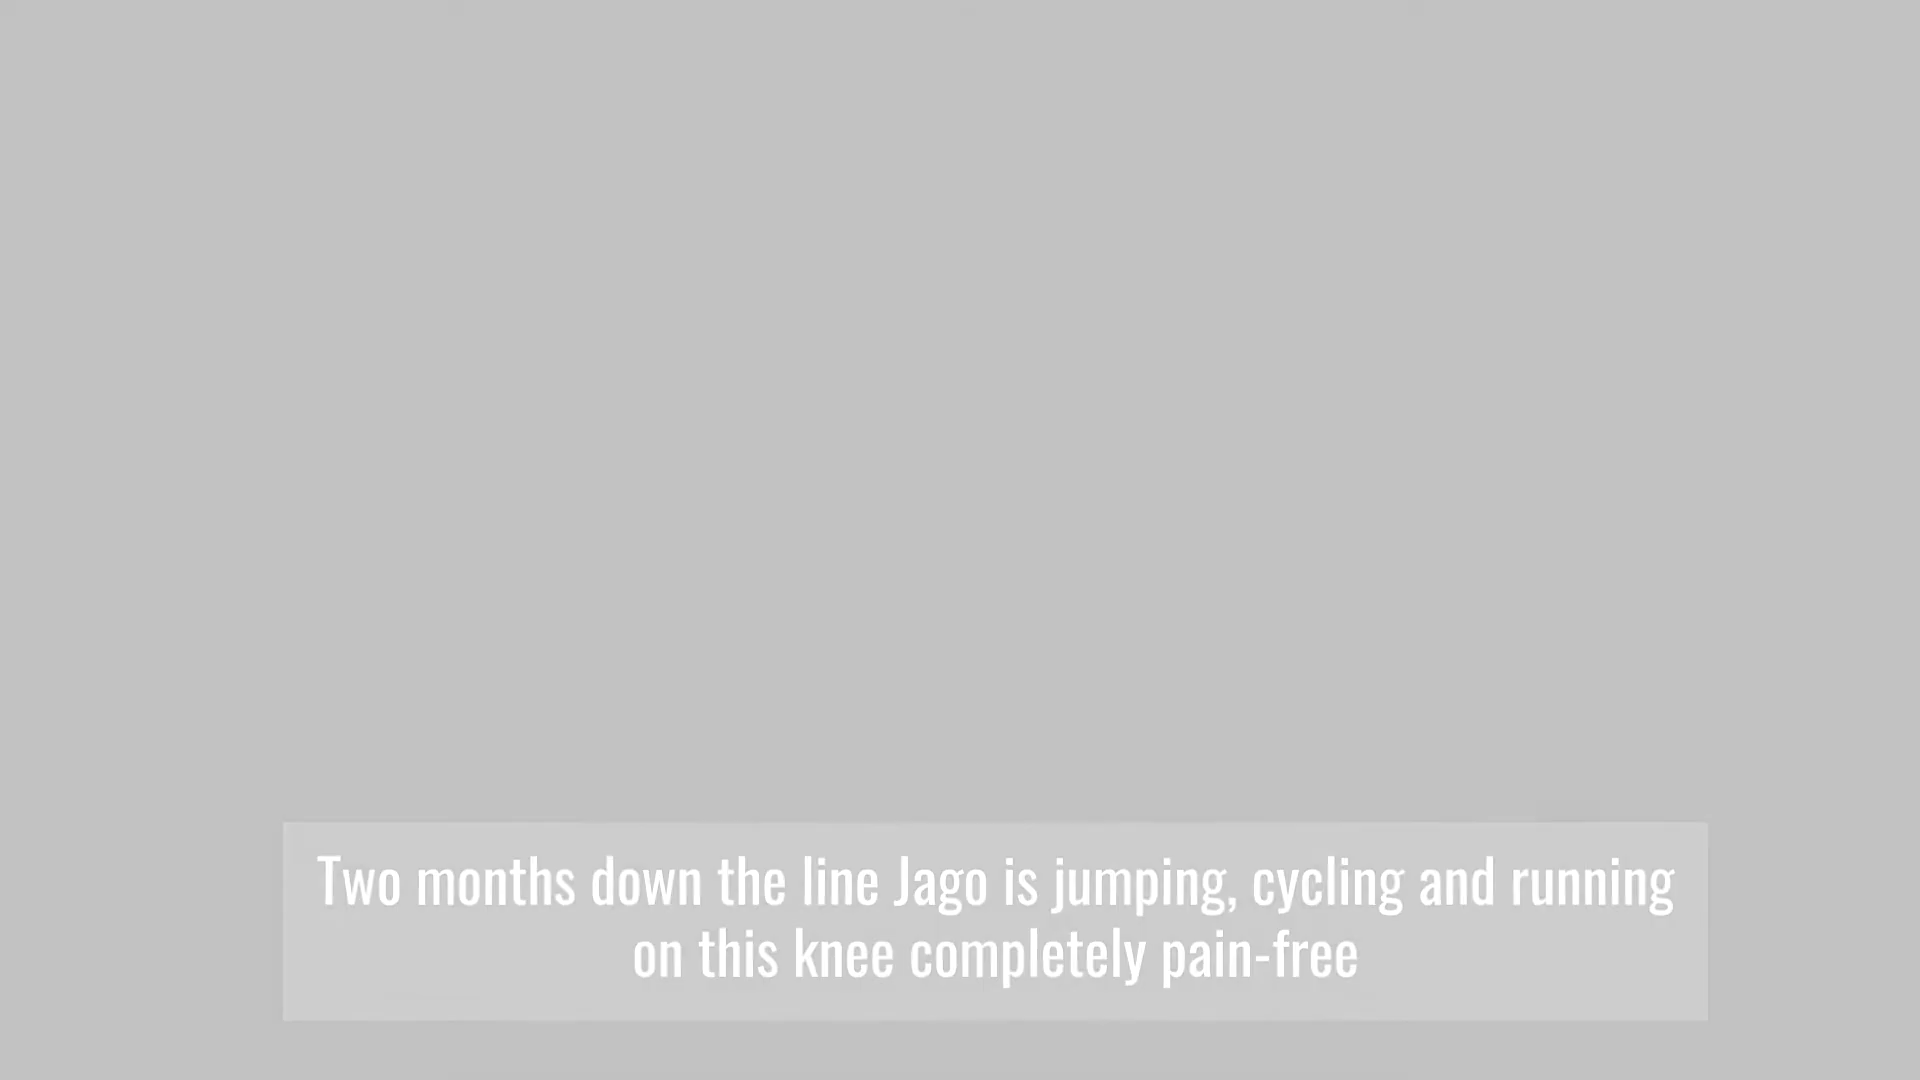 Two months down the line Jago is jumping, cycling and running
on this knee completely pain-free